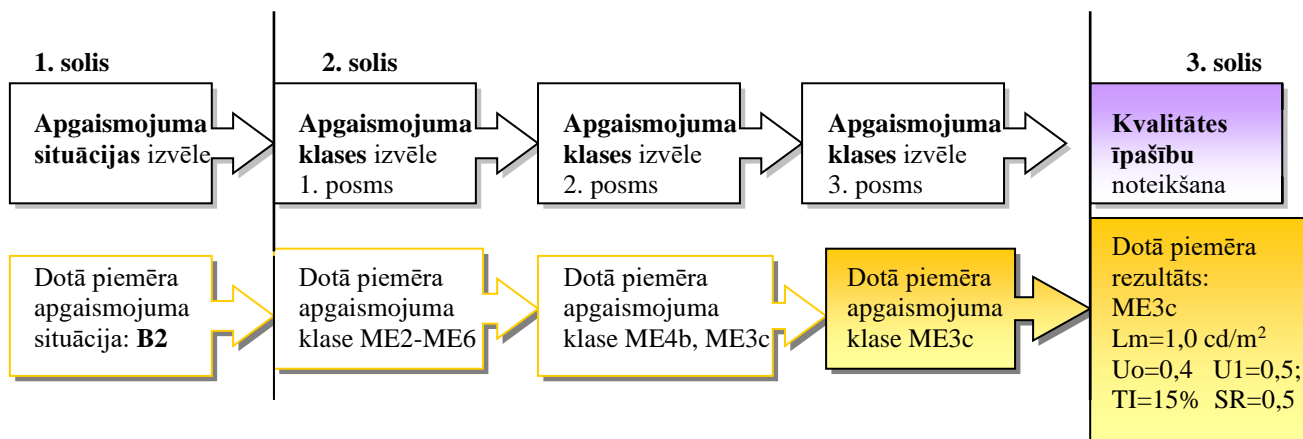 1. solis
2. solis
3. solis
Apgaismojuma
situācijas izvēle
Apgaismojuma
klases izvēle
1. posms
Apgaismojuma
klases izvēle
2. posms
Apgaismojuma
klases izvēle
3. posms
Kvalitātes
īpašību
noteikšana
Dotā piemēra
apgaismojuma
situācija: B2
Dotā piemēra
apgaismojuma
klase ME2-ME6
Dotā piemēra
apgaismojuma
klase ME4b, ME3c
Dotā piemēra
apgaismojuma
klase ME3c
Dotā piemēra
rezultāts:
ME3c
Lm=1,0 cd/m²
Uo=0,4 U1=0,5;
TI=15% SR=0,5